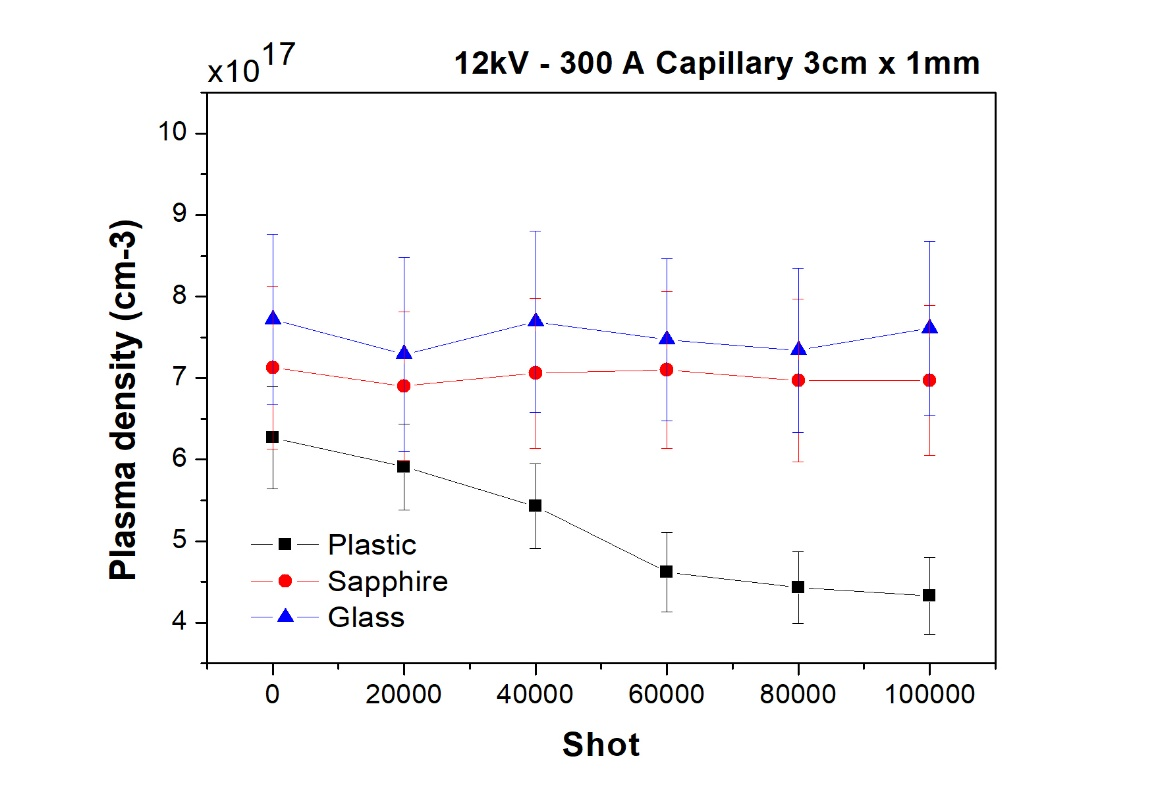 x10^17
12kV - 300 A Capillary 3cm x 1mm
10
9
8
7
6
5
4
Plasma density (cm-3)
Plastic
Sapphire
Glass
0 20000 40000 60000 80000 100000
Shot